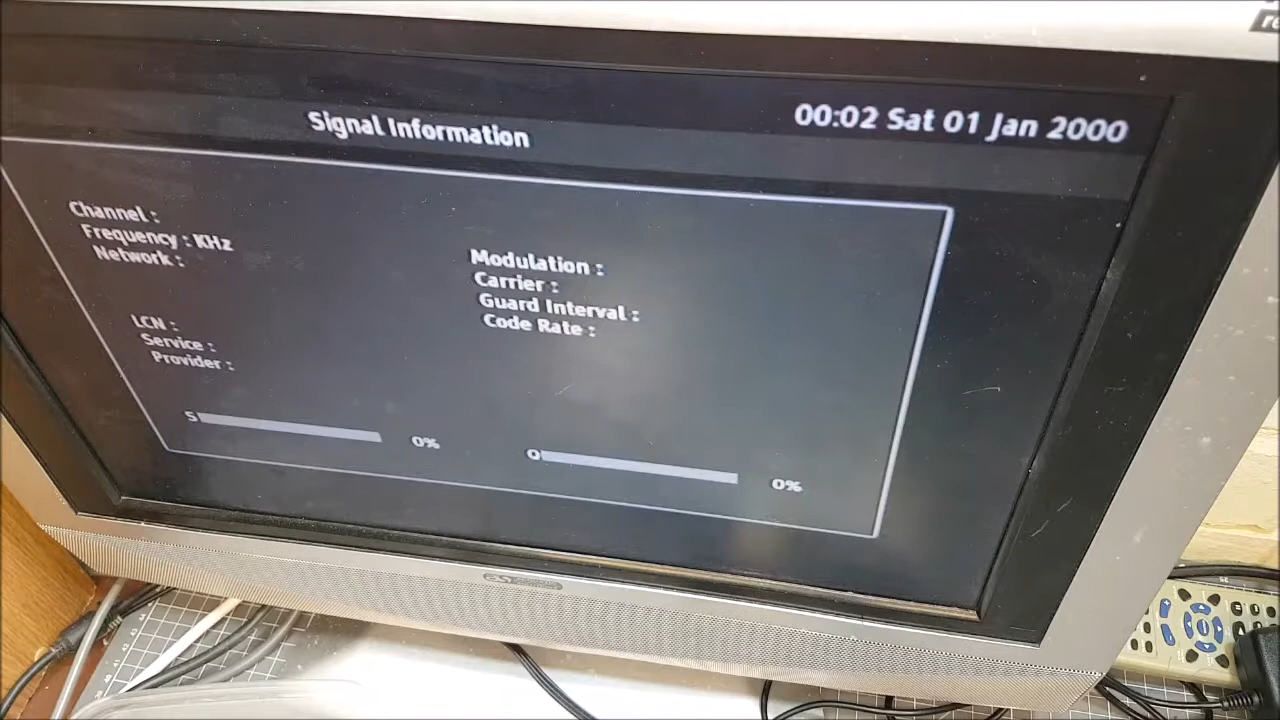 Signal Information
00:02 Sat 01 Jan 2000
Channel :
Frequency : KHz
Network :
Modulation :
Carrier :
Guard Interval :
Code Rate :
LCN :
Service :
Provider :
S 0%
Q 0%